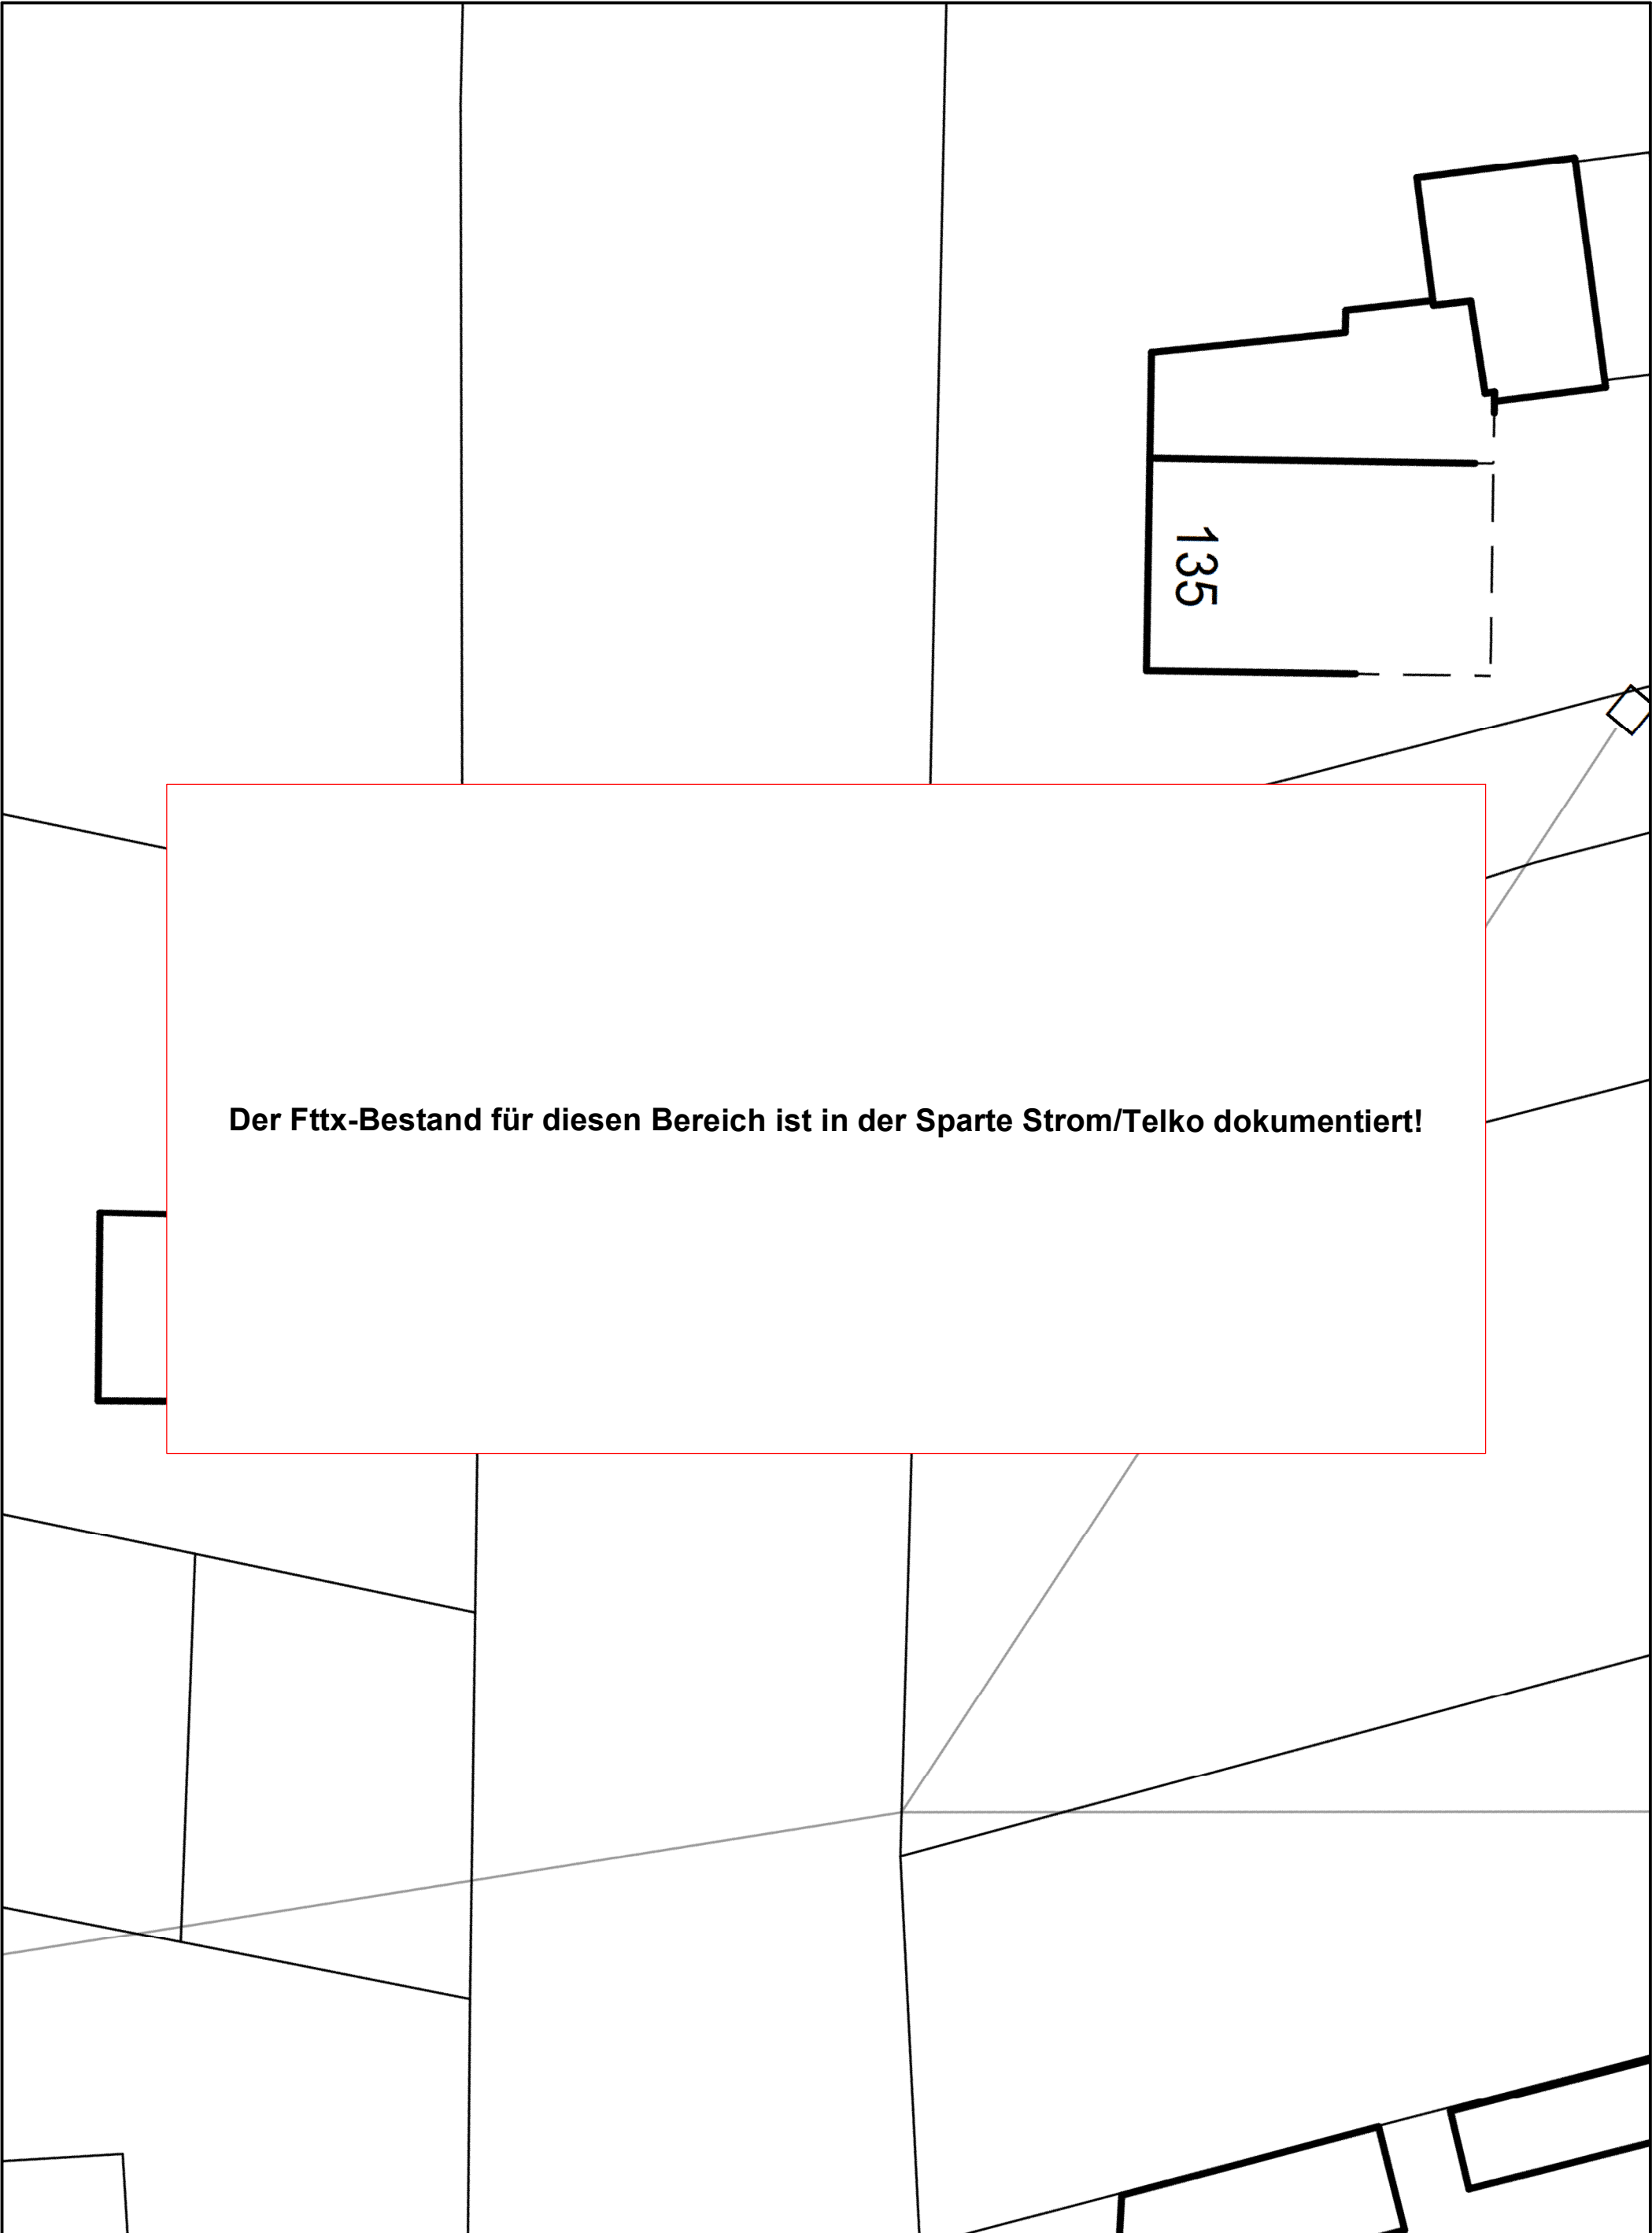 135
Der Fttx-Bestand für diesen Bereich ist in der Sparte Strom/Telko dokumentiert!